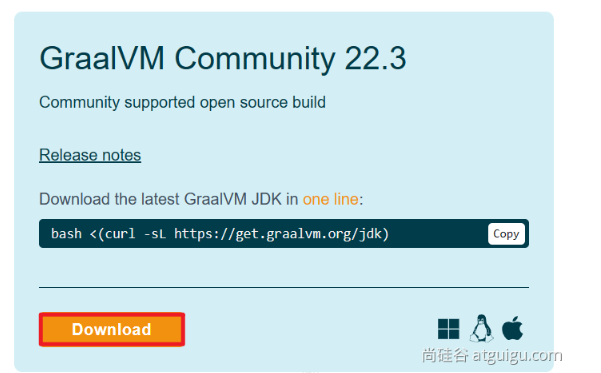 GraalVM Community 22.3
Community supported open source build
Release notes
Download the latest GraalVM JDK in one line:
bash <(curl -sL https://get.graalvm.org/jdk)
Copy
Download
尚硅谷 atguigu.com